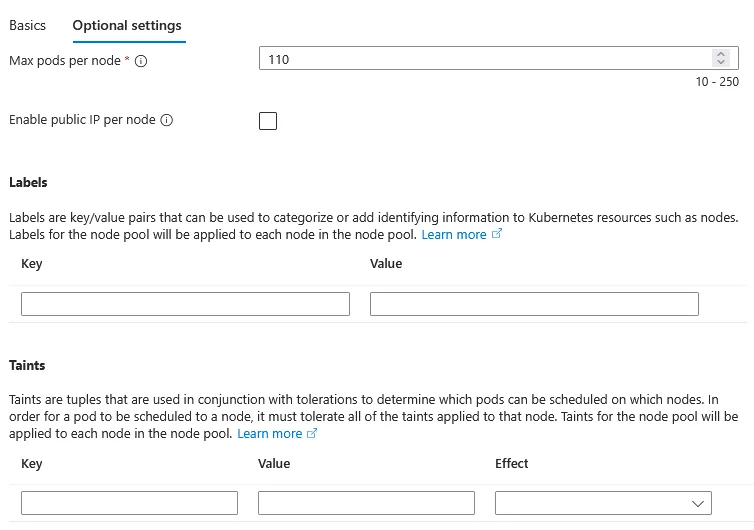 Basics Optional settings
Max pods per node *
110
10 - 250
Enable public IP per node
Labels
Labels are key/value pairs that can be used to categorize or add identifying information to Kubernetes resources such as nodes.
Labels for the node pool will be applied to each node in the node pool. Learn more
Key Value
Taints
Taints are tuples that are used in conjunction with tolerations to determine which pods can be scheduled on which nodes. In
order for a pod to be scheduled to a node, it must tolerate all of the taints applied to that node. Taints for the node pool will be
applied to each node in the node pool. Learn more
Key Value Effect